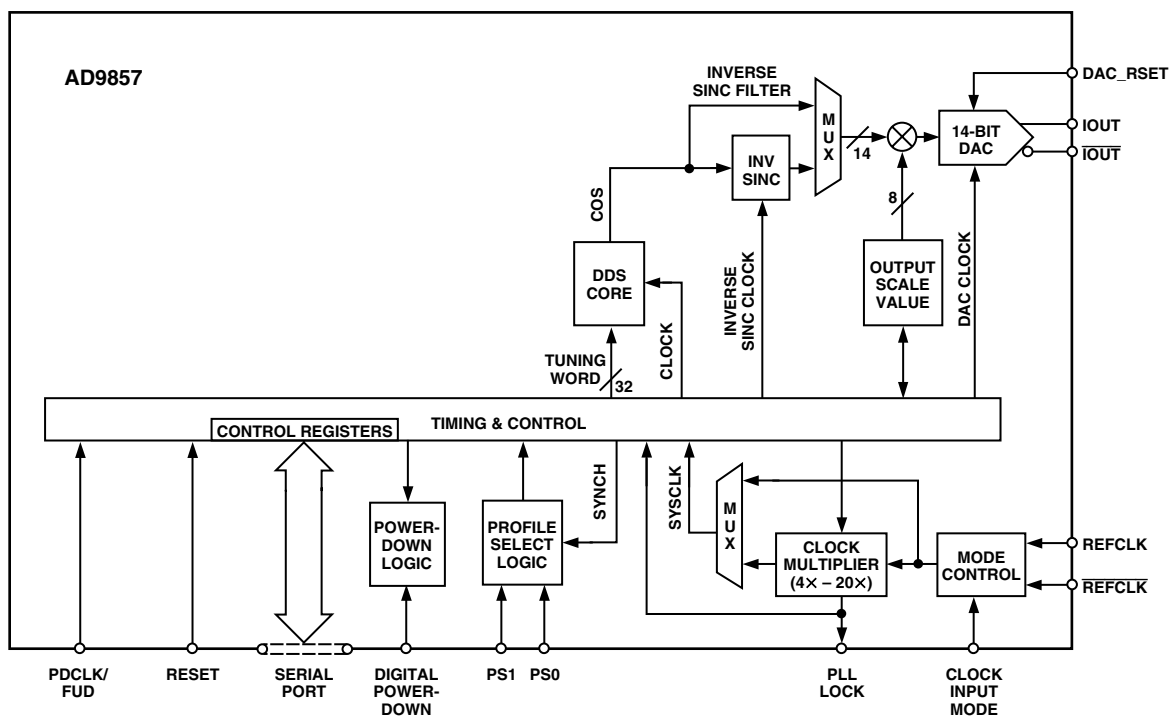 AD9857
INVERSE
SINC FILTER
DAC_RSET
MUX
14
14-BIT
DAC
IOUT
IOUT
INV
SINC
COS
8
DDS
CORE
OUTPUT
SCALE
VALUE
INVERSE
SINC CLOCK
DAC CLOCK
CLOCK
TUNING
WORD
32
TIMING & CONTROL
CONTROL REGISTERS
SYNCH
SYSCLK
MUX
POWER-
DOWN
LOGIC
PROFILE
SELECT
LOGIC
CLOCK
MULTIPLIER
(4× – 20×)
MODE
CONTROL
REFCLK
REFCLK
PDCLK/
FUD
RESET
SERIAL
PORT
DIGITAL
POWER-
DOWN
PS1
PS0
PLL
LOCK
CLOCK
INPUT
MODE